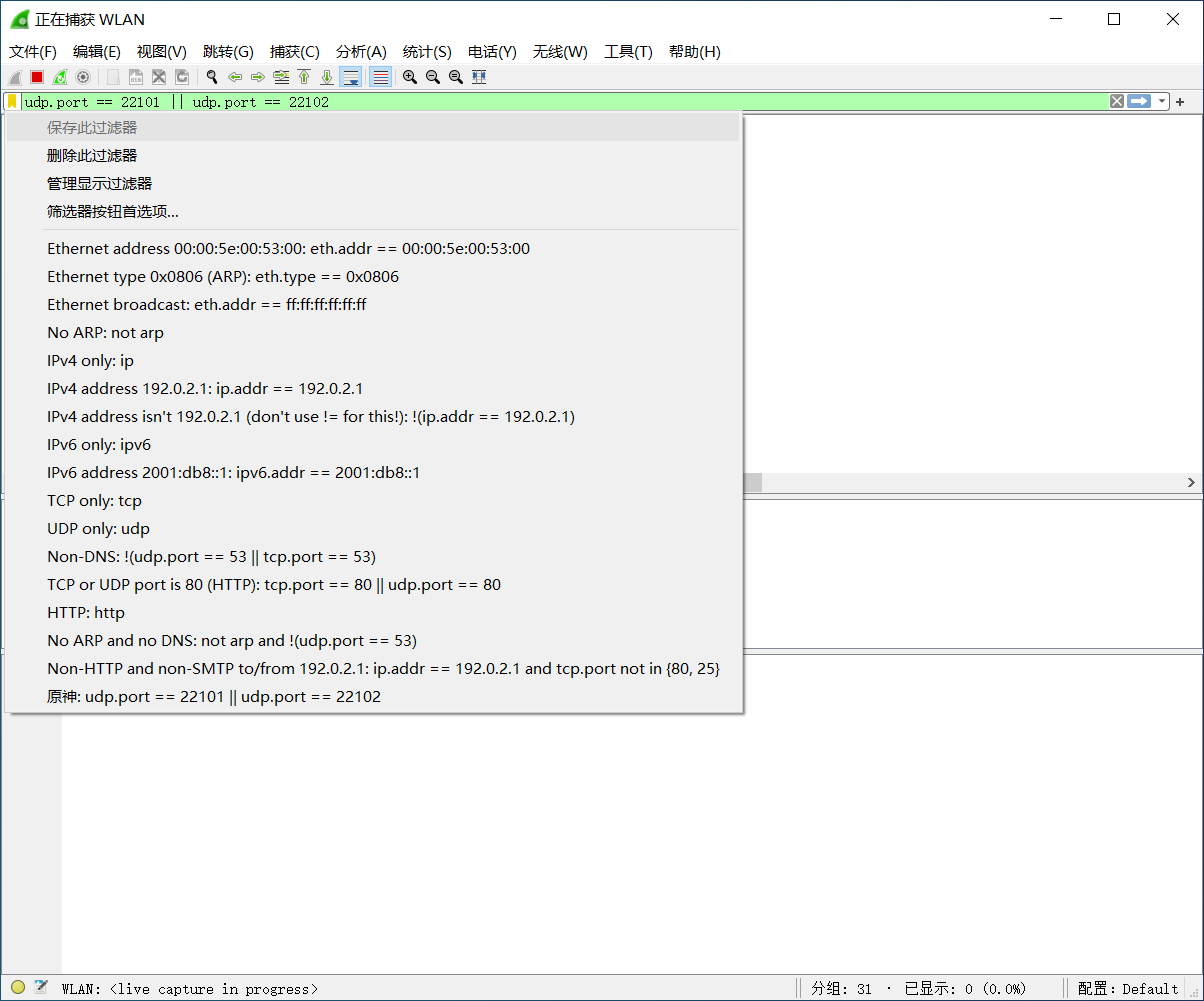 正在捕获 WLAN
文件(F) 编辑(E) 视图(V) 跳转(G) 捕获(C) 分析(A) 统计(S) 电话(Y) 无线(W) 工具(T) 帮助(H)
udp.port == 22101 || udp.port == 22102
保存此过滤器
删除此过滤器
管理显示过滤器
筛选器按钮首选项...
Ethernet address 00:00:5e:00:53:00: eth.addr == 00:00:5e:00:53:00
Ethernet type 0x0806 (ARP): eth.type == 0x0806
Ethernet broadcast: eth.addr == ff:ff:ff:ff:ff:ff
No ARP: not arp
IPv4 only: ip
IPv4 address 192.0.2.1: ip.addr == 192.0.2.1
IPv4 address isn't 192.0.2.1 (don't use != for this!): !(ip.addr == 192.0.2.1)
IPv6 only: ipv6
IPv6 address 2001:db8::1: ipv6.addr == 2001:db8::1
TCP only: tcp
UDP only: udp
Non-DNS: !(udp.port == 53 || tcp.port == 53)
TCP or UDP port is 80 (HTTP): tcp.port == 80 || udp.port == 80
HTTP: http
No ARP and no DNS: not arp and !(udp.port == 53)
Non-HTTP and non-SMTP to/from 192.0.2.1: ip.addr == 192.0.2.1 and tcp.port not in {80, 25}
原神: udp.port == 22101 || udp.port == 22102
WLAN: <live capture in progress> 分组: 31 · 已显示: 0 (0.0%) 配置: Default